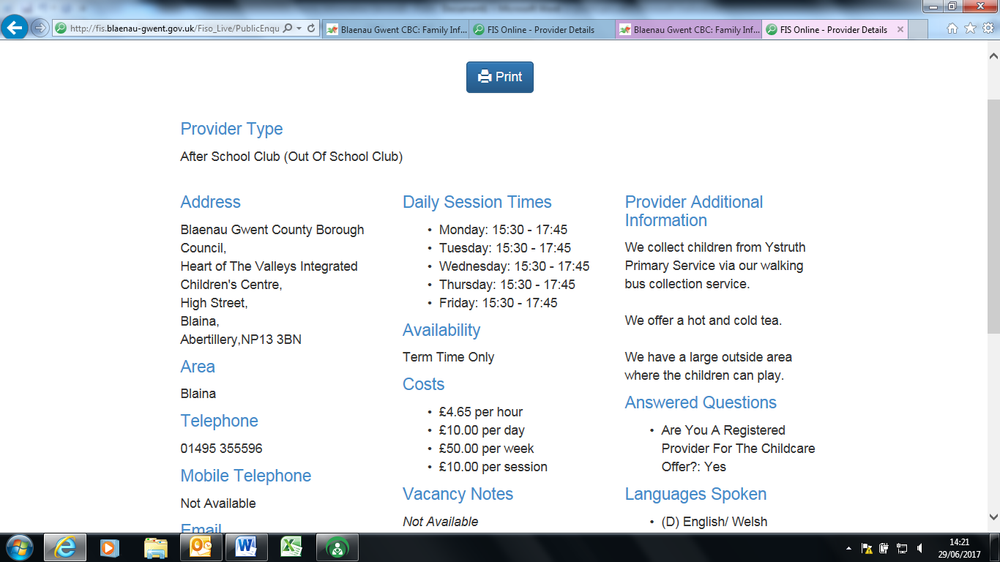 http://fis.blaenau-gwent.gov.uk/Fiso_Live/PublicEnqu
Blaenau Gwent CBC: Family Inf...
FIS Online - Provider Details
Blaenau Gwent CBC: Family Inf...
FIS Online - Provider Details
Print
Provider Type
After School Club (Out Of School Club)
Address
Blaenau Gwent County Borough
Council,
Heart of The Valleys Integrated
Children's Centre,
High Street,
Blaina,
Abertillery,NP13 3BN
Area
Blaina
Telephone
01495 355596
Mobile Telephone
Not Available
Email
Daily Session Times
• Monday: 15:30 - 17:45
• Tuesday: 15:30 - 17:45
• Wednesday: 15:30 - 17:45
• Thursday: 15:30 - 17:45
• Friday: 15:30 - 17:45
Availability
Term Time Only
Costs
• £4.65 per hour
• £10.00 per day
• £50.00 per week
• £10.00 per session
Vacancy Notes
Not Available
Provider Additional
Information
We collect children from Ystruth
Primary Service via our walking
bus collection service.
We offer a hot and cold tea.
We have a large outside area
where the children can play.
Answered Questions
• Are You A Registered
Provider For The Childcare
Offer?: Yes
Languages Spoken
• (D) English/ Welsh
14:21
29/06/2017